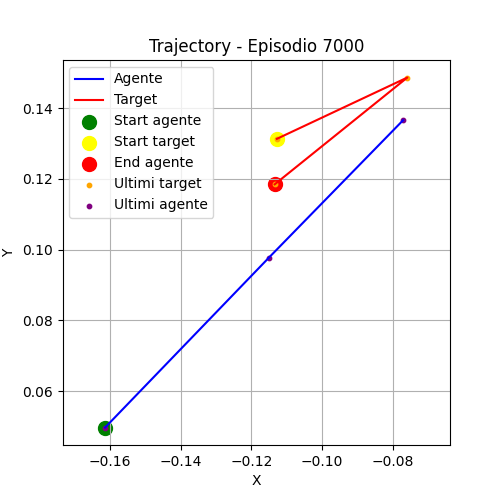 Trajectory - Episodio 7000
Agente
Target
Start agente
Start target
End agente
Ultimi target
Ultimi agente
0.14
0.12
0.10
0.08
0.06
Y
−0.16
−0.14
−0.12
−0.10
−0.08
X